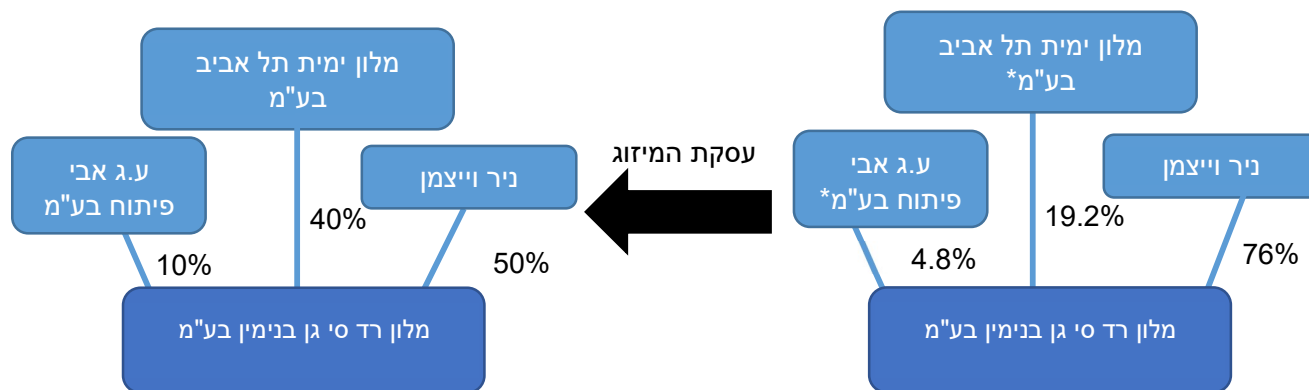 מלון ימית תל אביב
בע"מ*
ע.ג אבי
פיתוח בע"מ*
ניר וייצמן
19.2%
4.8%
76%
מלון רד סי גן בנימין בע"מ
עסקת המיזוג
מלון ימית תל אביב
בע"מ
ע.ג אבי
פיתוח בע"מ
ניר וייצמן
40%
10%
50%
מלון רד סי גן בנימין בע"מ